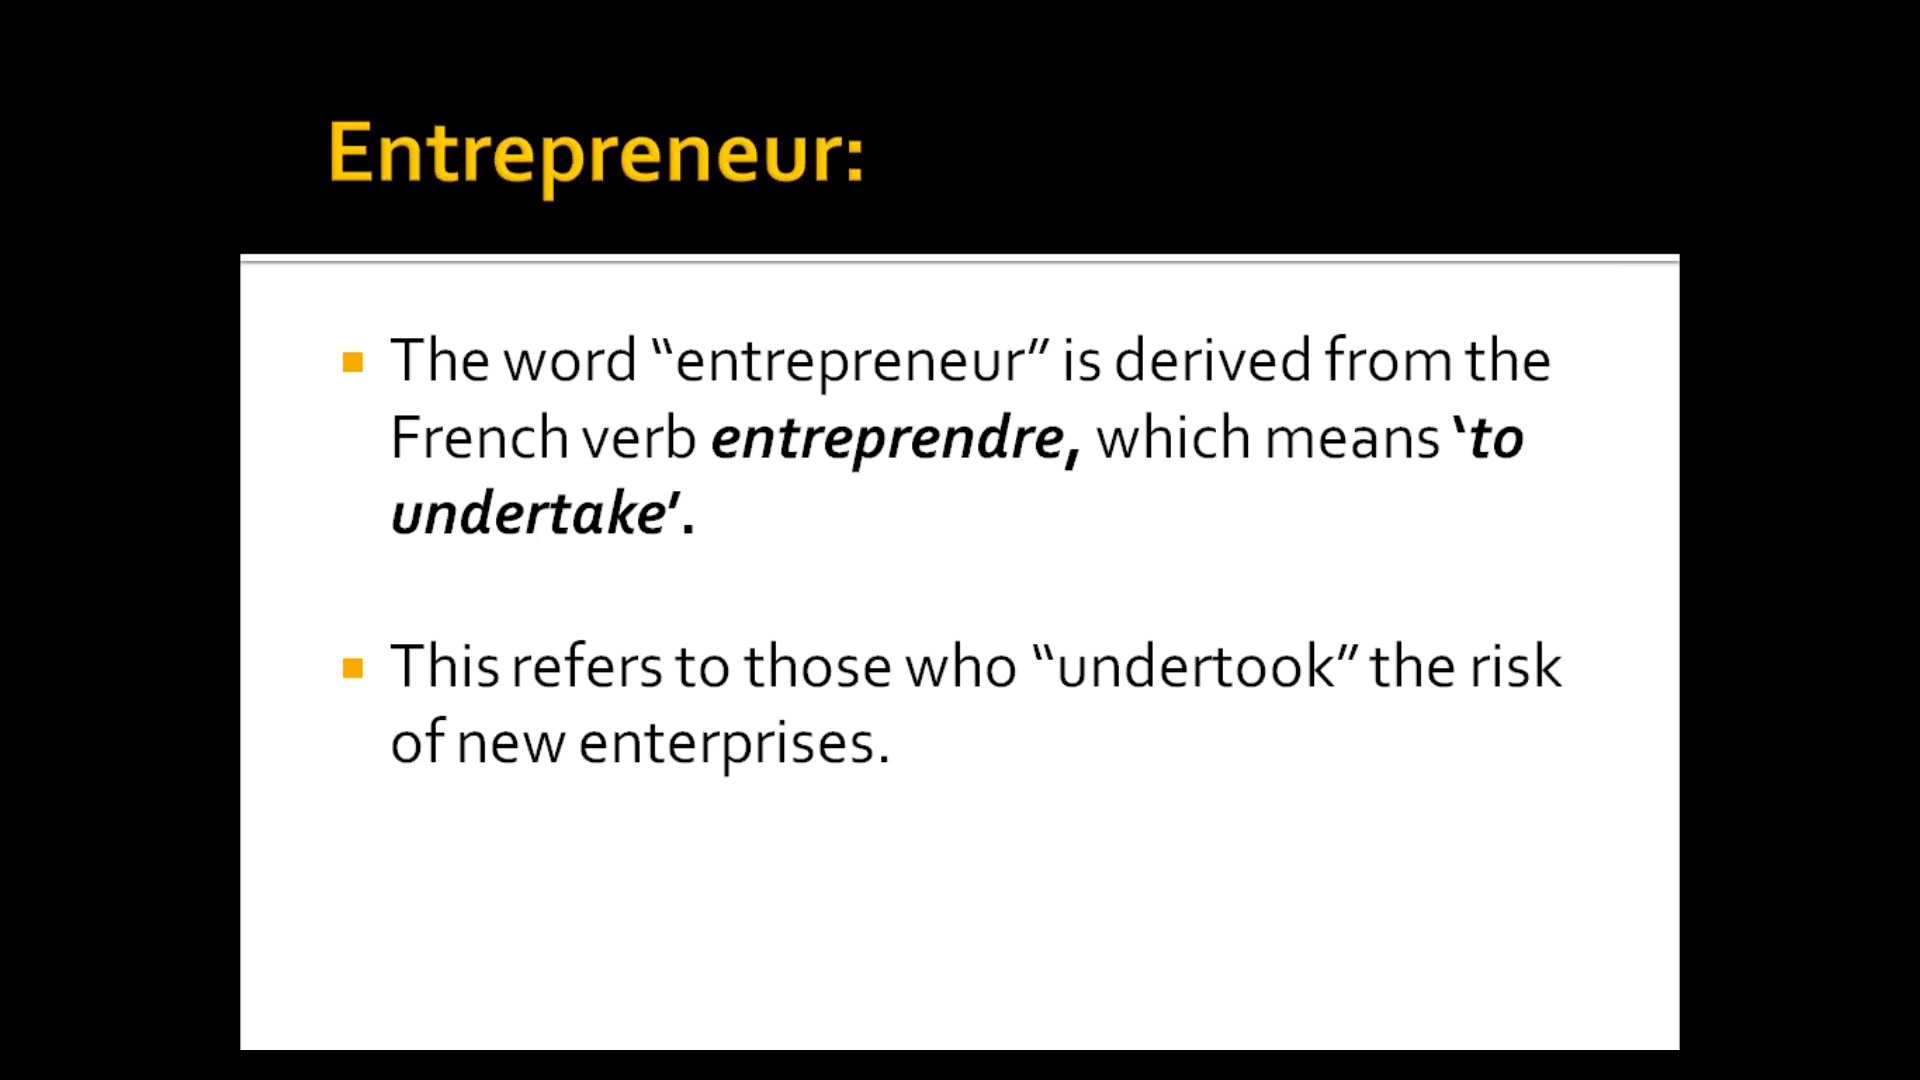 Entrepreneur:
The word “entrepreneur” is derived from the
French verb entreprendre, which means ‘to
undertake’.
This refers to those who “undertook” the risk
of new enterprises.